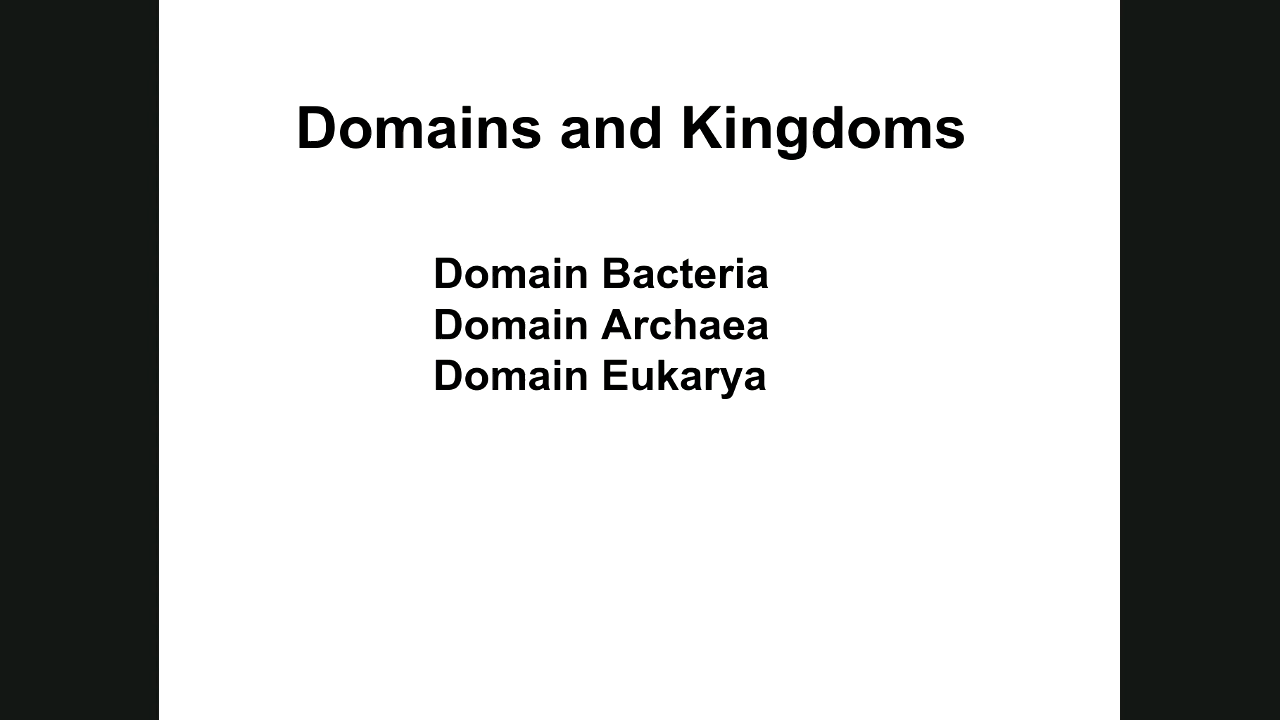 Domains and Kingdoms
Domain Bacteria
Domain Archaea
Domain Eukarya